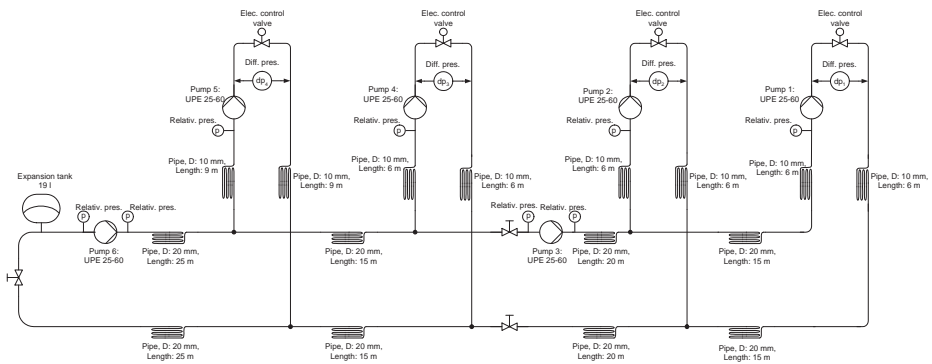 Elec. control
valve
Elec. control
valve
Elec. control
valve
Elec. control
valve
Diff. pres.
Diff. pres.
Diff. pres.
Diff. pres.
dp₄
dp₃
dp₂
dp₁
Pump 5:
UPE 25-60
Pump 4:
UPE 25-60
Pump 2:
UPE 25-60
Pump 1:
UPE 25-60
Relativ. pres.
Relativ. pres.
Relativ. pres.
Relativ. pres.
p
p
p
p
Pipe, D: 10 mm,
Length: 9 m
Pipe, D: 10 mm,
Length: 6 m
Pipe, D: 10 mm,
Length: 6 m
Pipe, D: 10 mm,
Length: 6 m
Pipe, D: 10 mm,
Length: 9 m
Pipe, D: 10 mm,
Length: 6 m
Pipe, D: 10 mm,
Length: 6 m
Pipe, D: 10 mm,
Length: 6 m
Expansion tank
19 l
Relativ. pres.
Relativ. pres.
Relativ. pres.
Relativ. pres.
p
p
p
p
Pump 6:
UPE 25-60
Pipe, D: 20 mm,
Length: 25 m
Pipe, D: 20 mm,
Length: 15 m
Pump 3:
UPE 25-60
Pipe, D: 20 mm,
Length: 20 m
Pipe, D: 20 mm,
Length: 15 m
Pipe, D: 20 mm,
Length: 25 m
Pipe, D: 20 mm,
Length: 15 m
Pipe, D: 20 mm,
Length: 20 m
Pipe, D: 20 mm,
Length: 15 m